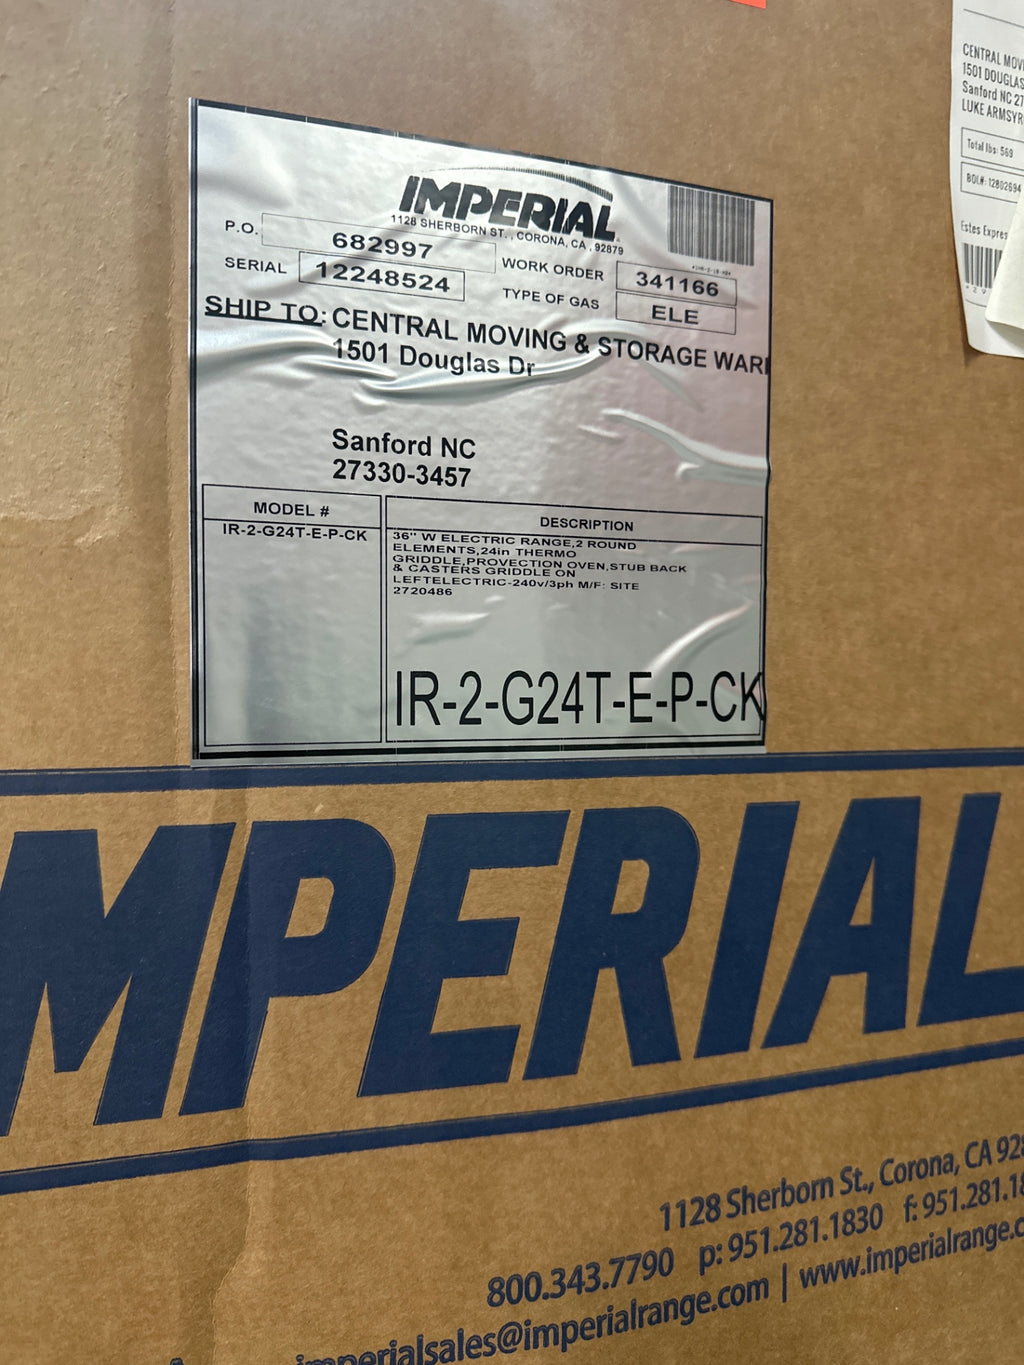 IMPERIAL
1128 SHERBORN ST., CORONA, CA , 92879
P.O. 682997
SERIAL 12248524
WORK ORDER 341166
TYPE OF GAS ELE
SHIP TO: CENTRAL MOVING & STORAGE WAR
1501 Douglas Dr
Sanford NC
27330-3457
MODEL #
IR-2-G24T-E-P-CK
DESCRIPTION
36" W ELECTRIC RANGE,2 ROUND
ELEMENTS,24in THERMO
GRIDDLE,PROVECTION OVEN,STUB BACK
& CASTERS GRIDDLE ON
LEFTELECTRIC-240v/3ph M/F: SITE
2720486
IR-2-G24T-E-P-CK
CENTRAL MOVI
1501 DOUGLAS
Sanford NC 27
LUKE ARMSYR
Total lbs: 569
BOL#: 12802694
Estes Expres
IMPERIAL
1128 Sherborn St., Corona, CA 92
800.343.7790 p: 951.281.1830 f: 951.281.18
imperialsales@imperialrange.com | www.imperialrange.c